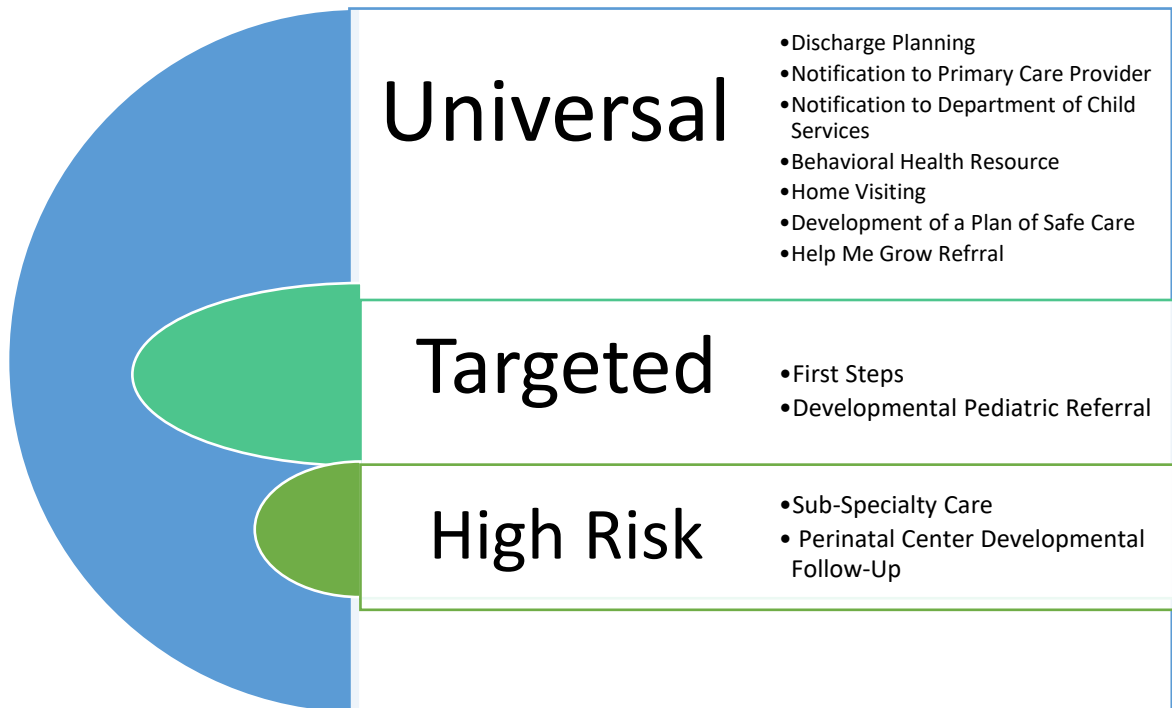 Universal
•Discharge Planning
•Notification to Primary Care Provider
•Notification to Department of Child
Services
•Behavioral Health Resource
•Home Visiting
•Development of a Plan of Safe Care
•Help Me Grow Refrral
Targeted
•First Steps
•Developmental Pediatric Referral
High Risk
•Sub-Specialty Care
• Perinatal Center Developmental
Follow-Up